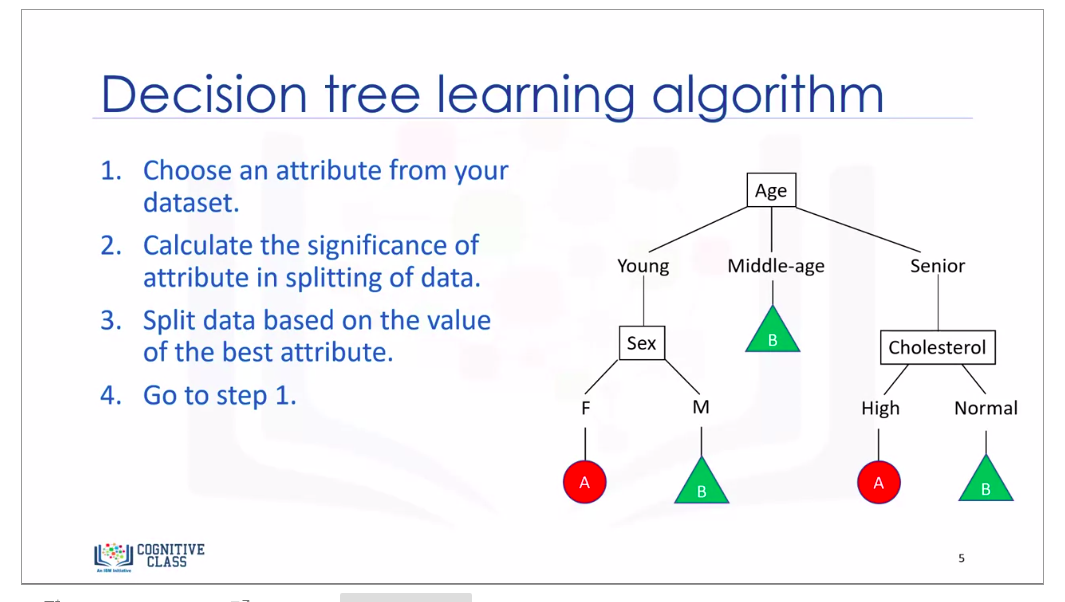 Decision tree learning algorithm
1. Choose an attribute from your
dataset.
2. Calculate the significance of
attribute in splitting of data.
3. Split data based on the value
of the best attribute.
4. Go to step 1.
Age
Young Middle-age Senior
Sex B Cholesterol
F M High Normal
A B A B
COGNITIVE
CLASS
An IBM Initiative
5